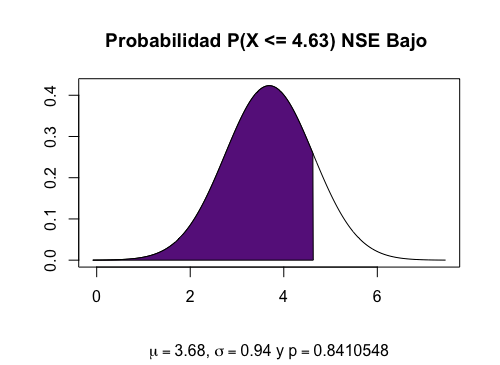 Probabilidad P(X <= 4.63) NSE Bajo
0.4
0.3
0.2
0.1
0.0
0 2 4 6
μ = 3.68, σ = 0.94 y p = 0.8410548